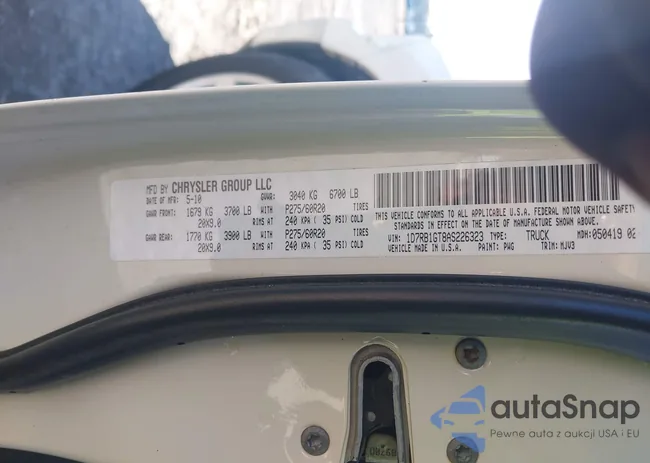 MFD BY CHRYSLER GROUP LLC
DATE OF MFR: 5-10 GVWR: 3040 KG 6700 LB
GAWR FRONT: 1679 KG 3700 LB WITH P275/60R20 TIRES
20X9.0 RIMS AT 240 KPA ( 35 PSI) COLD
GAWR REAR: 1770 KG 3900 LB WITH P275/60R20 TIRES
20X9.0 RIMS AT 240 KPA ( 35 PSI) COLD
THIS VEHICLE CONFORMS TO ALL APPLICABLE U.S.A. FEDERAL MOTOR VEHICLE SAFETY
STANDARDS IN EFFECT ON THE DATE OF MANUFACTURE SHOWN ABOVE.
VIN: 1D7RB1GT8AS226323 TYPE: TRUCK MDH: 050419 02
VEHICLE MADE IN U.S.A. PAINT: PWG TRIM: MJV3
autoSnap
Pewne auta z aukcji USA i EU